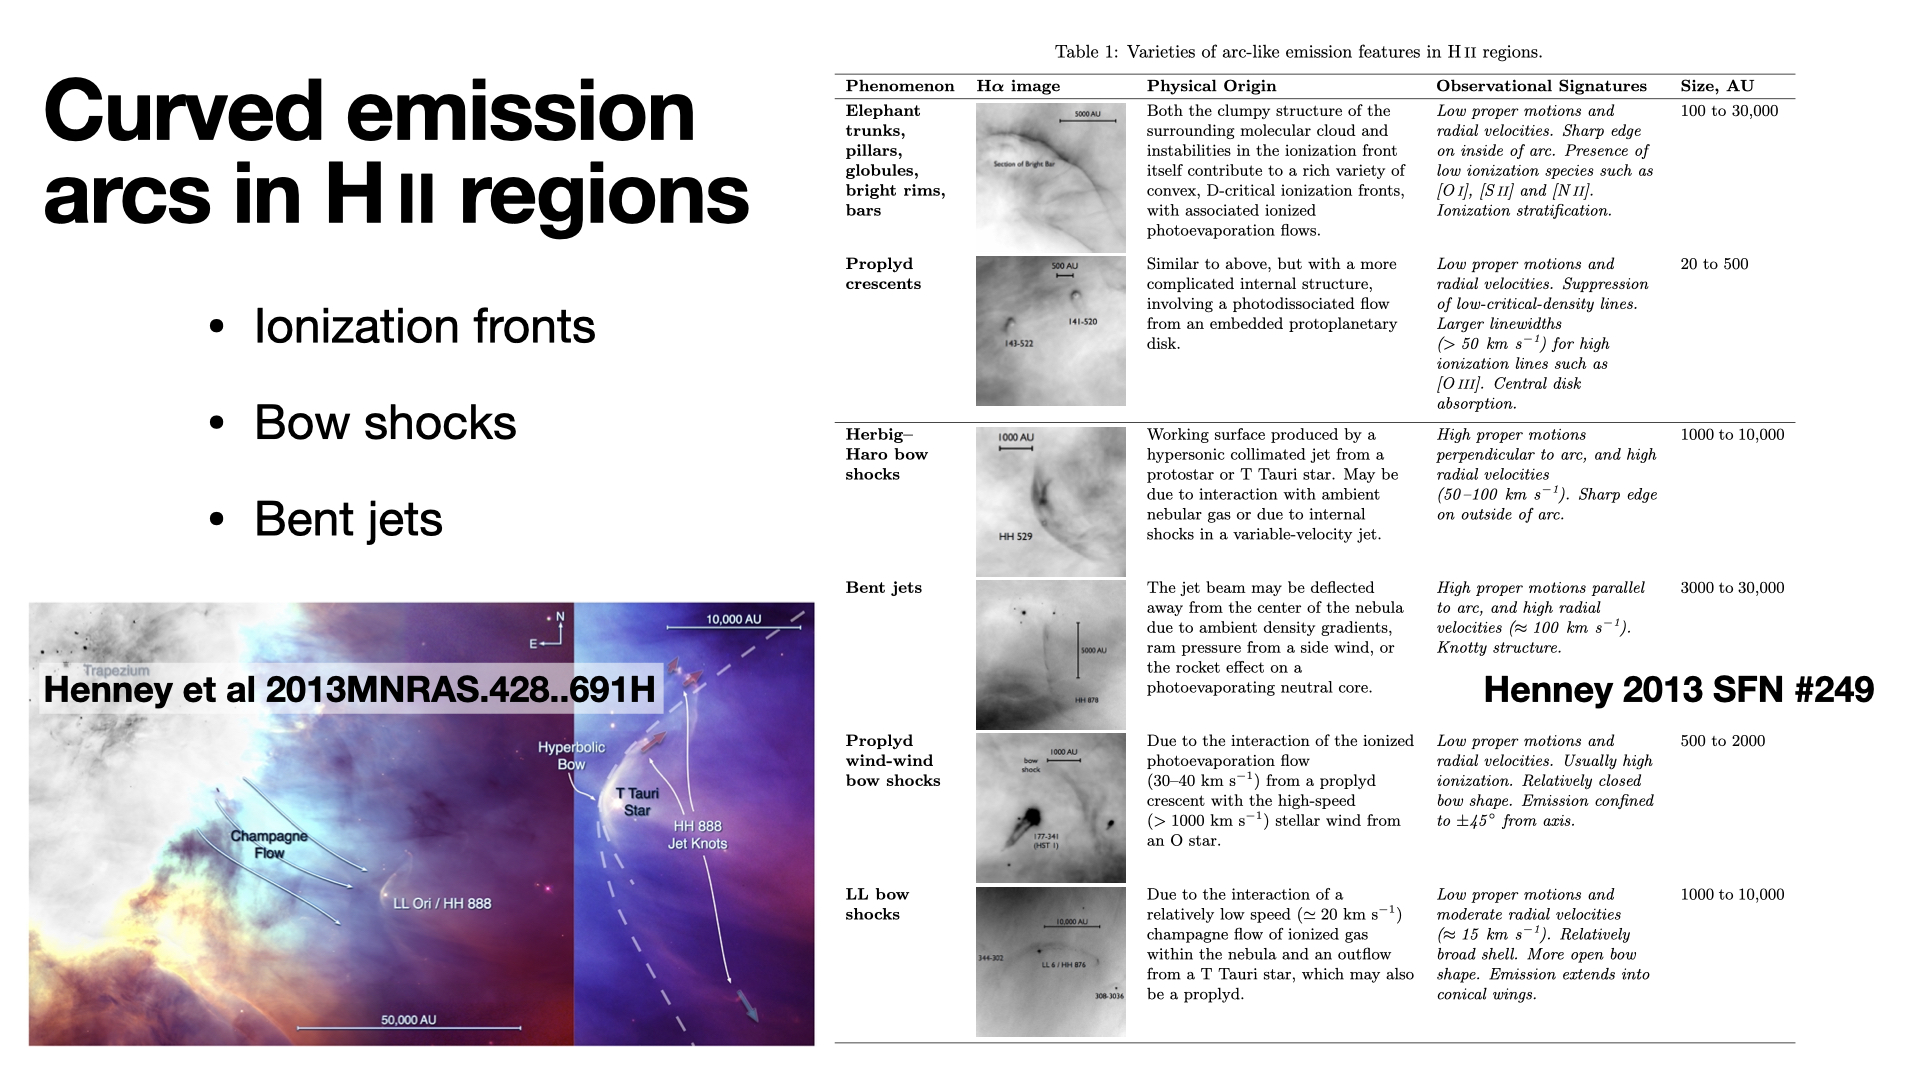 Curved emission
arcs in H II regions
• Ionization fronts
• Bow shocks
• Bent jets
Trapezium
Henney et al 2013MNRAS.428..691H
N
E
10,000 AU
Hyperbolic
Bow
T Tauri
Star
HH 888
Jet Knots
Champagne
Flow
LL Ori / HH 888
50,000 AU
Table 1: Varieties of arc-like emission features in H II regions.
Phenomenon Hα image Physical Origin Observational Signatures Size, AU
Elephant
trunks,
pillars,
globules,
bright rims,
bars
5000 AU
Section of Bright Bar
Both the clumpy structure of the
surrounding molecular cloud and
instabilities in the ionization front
itself contribute to a rich variety of
convex, D-critical ionization fronts,
with associated ionized
photoevaporation flows.
Low proper motions and
radial velocities. Sharp edge
on inside of arc. Presence of
low ionization species such as
[O I], [S II] and [N II].
Ionization stratification.
100 to 30,000
Proplyd
crescents
500 AU
141-520
143-522
Similar to above, but with a more
complicated internal structure,
involving a photodissociated flow
from an embedded protoplanetary
disk.
Low proper motions and
radial velocities. Suppression
of low-critical-density lines.
Larger linewidths
(> 50 km s⁻¹) for high
ionization lines such as
[O III]. Central disk
absorption.
20 to 500
Herbig–
Haro bow
shocks
1000 AU
HH 529
Working surface produced by a
hypersonic collimated jet from a
protostar or T Tauri star. May be
due to interaction with ambient
nebular gas or due to internal
shocks in a variable-velocity jet.
High proper motions
perpendicular to arc, and high
radial velocities
(50–100 km s⁻¹). Sharp edge
on outside of arc.
1000 to 10,000
Bent jets
5000 AU
HH 878
The jet beam may be deflected
away from the center of the nebula
due to ambient density gradients,
ram pressure from a side wind, or
the rocket effect on a
photoevaporating neutral core.
High proper motions parallel
to arc, and high radial
velocities (≈ 100 km s⁻¹).
Knotty structure.
3000 to 30,000
Henney 2013 SFN #249
Proplyd
wind-wind
bow shocks
1000 AU
bow
shock
177-341
(HST 1)
Due to the interaction of the ionized
photoevaporation flow
(30–40 km s⁻¹) from a proplyd
crescent with the high-speed
(> 1000 km s⁻¹) stellar wind from
an O star.
Low proper motions and
radial velocities. Usually high
ionization. Relatively closed
bow shape. Emission confined
to ±45° from axis.
500 to 2000
LL bow
shocks
10,000 AU
344-302
LL 6 / HH 876
308-3036
Due to the interaction of a
relatively low speed (≃ 20 km s⁻¹)
champagne flow of ionized gas
within the nebula and an outflow
from a T Tauri star, which may also
be a proplyd.
Low proper motions and
moderate radial velocities
(≈ 15 km s⁻¹). Relatively
broad shell. More open bow
shape. Emission extends into
conical wings.
1000 to 10,000